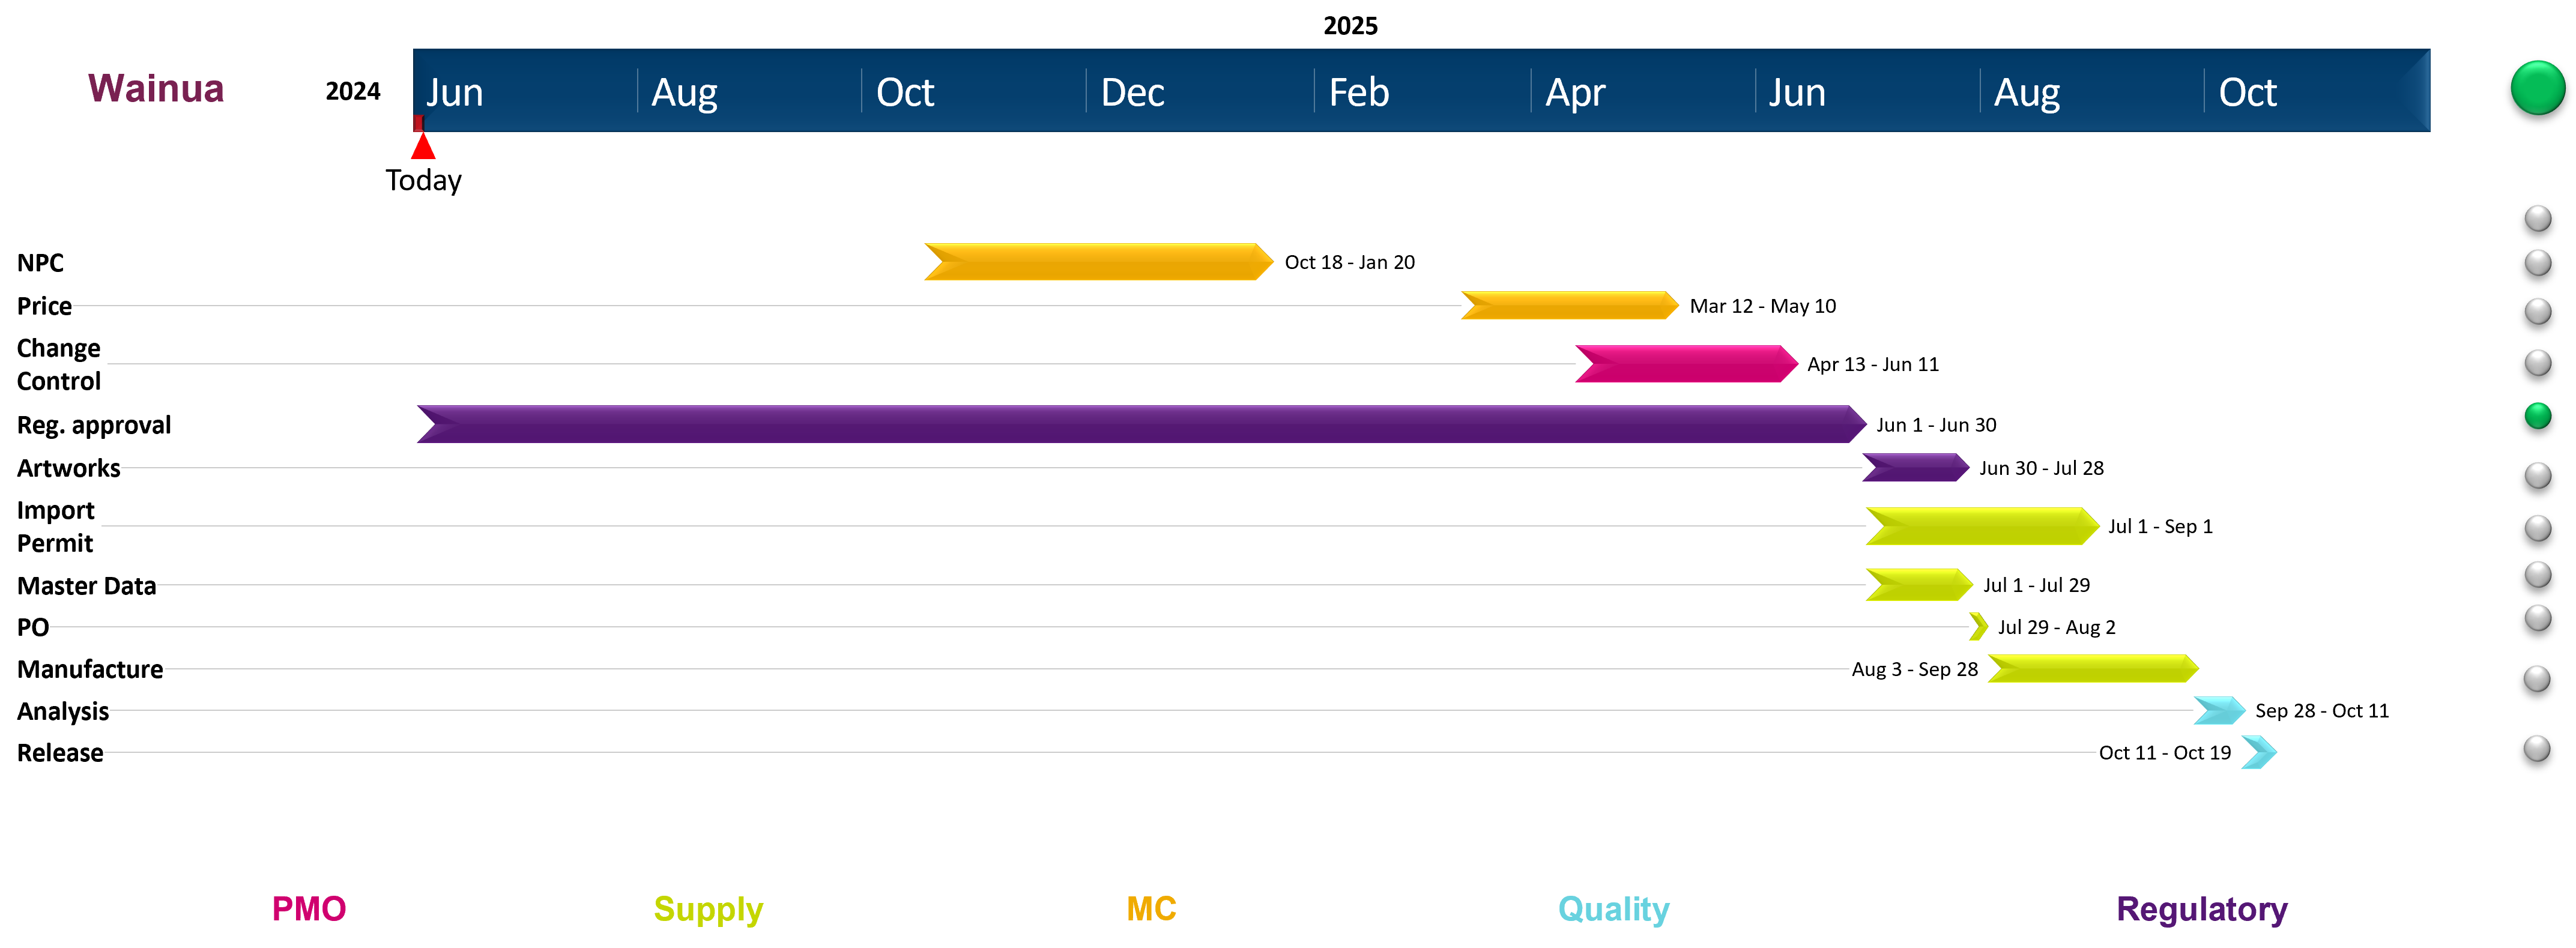 2025
Wainua
2024
Jun Aug Oct Dec Feb Apr Jun Aug Oct
Today
NPC
Oct 18 - Jan 20
Price
Mar 12 - May 10
Change
Control
Apr 13 - Jun 11
Reg. approval
Jun 1 - Jun 30
Artworks
Jun 30 - Jul 28
Import
Permit
Jul 1 - Sep 1
Master Data
Jul 1 - Jul 29
PO
Jul 29 - Aug 2
Manufacture
Aug 3 - Sep 28
Analysis
Sep 28 - Oct 11
Release
Oct 11 - Oct 19
PMO Supply MC Quality Regulatory